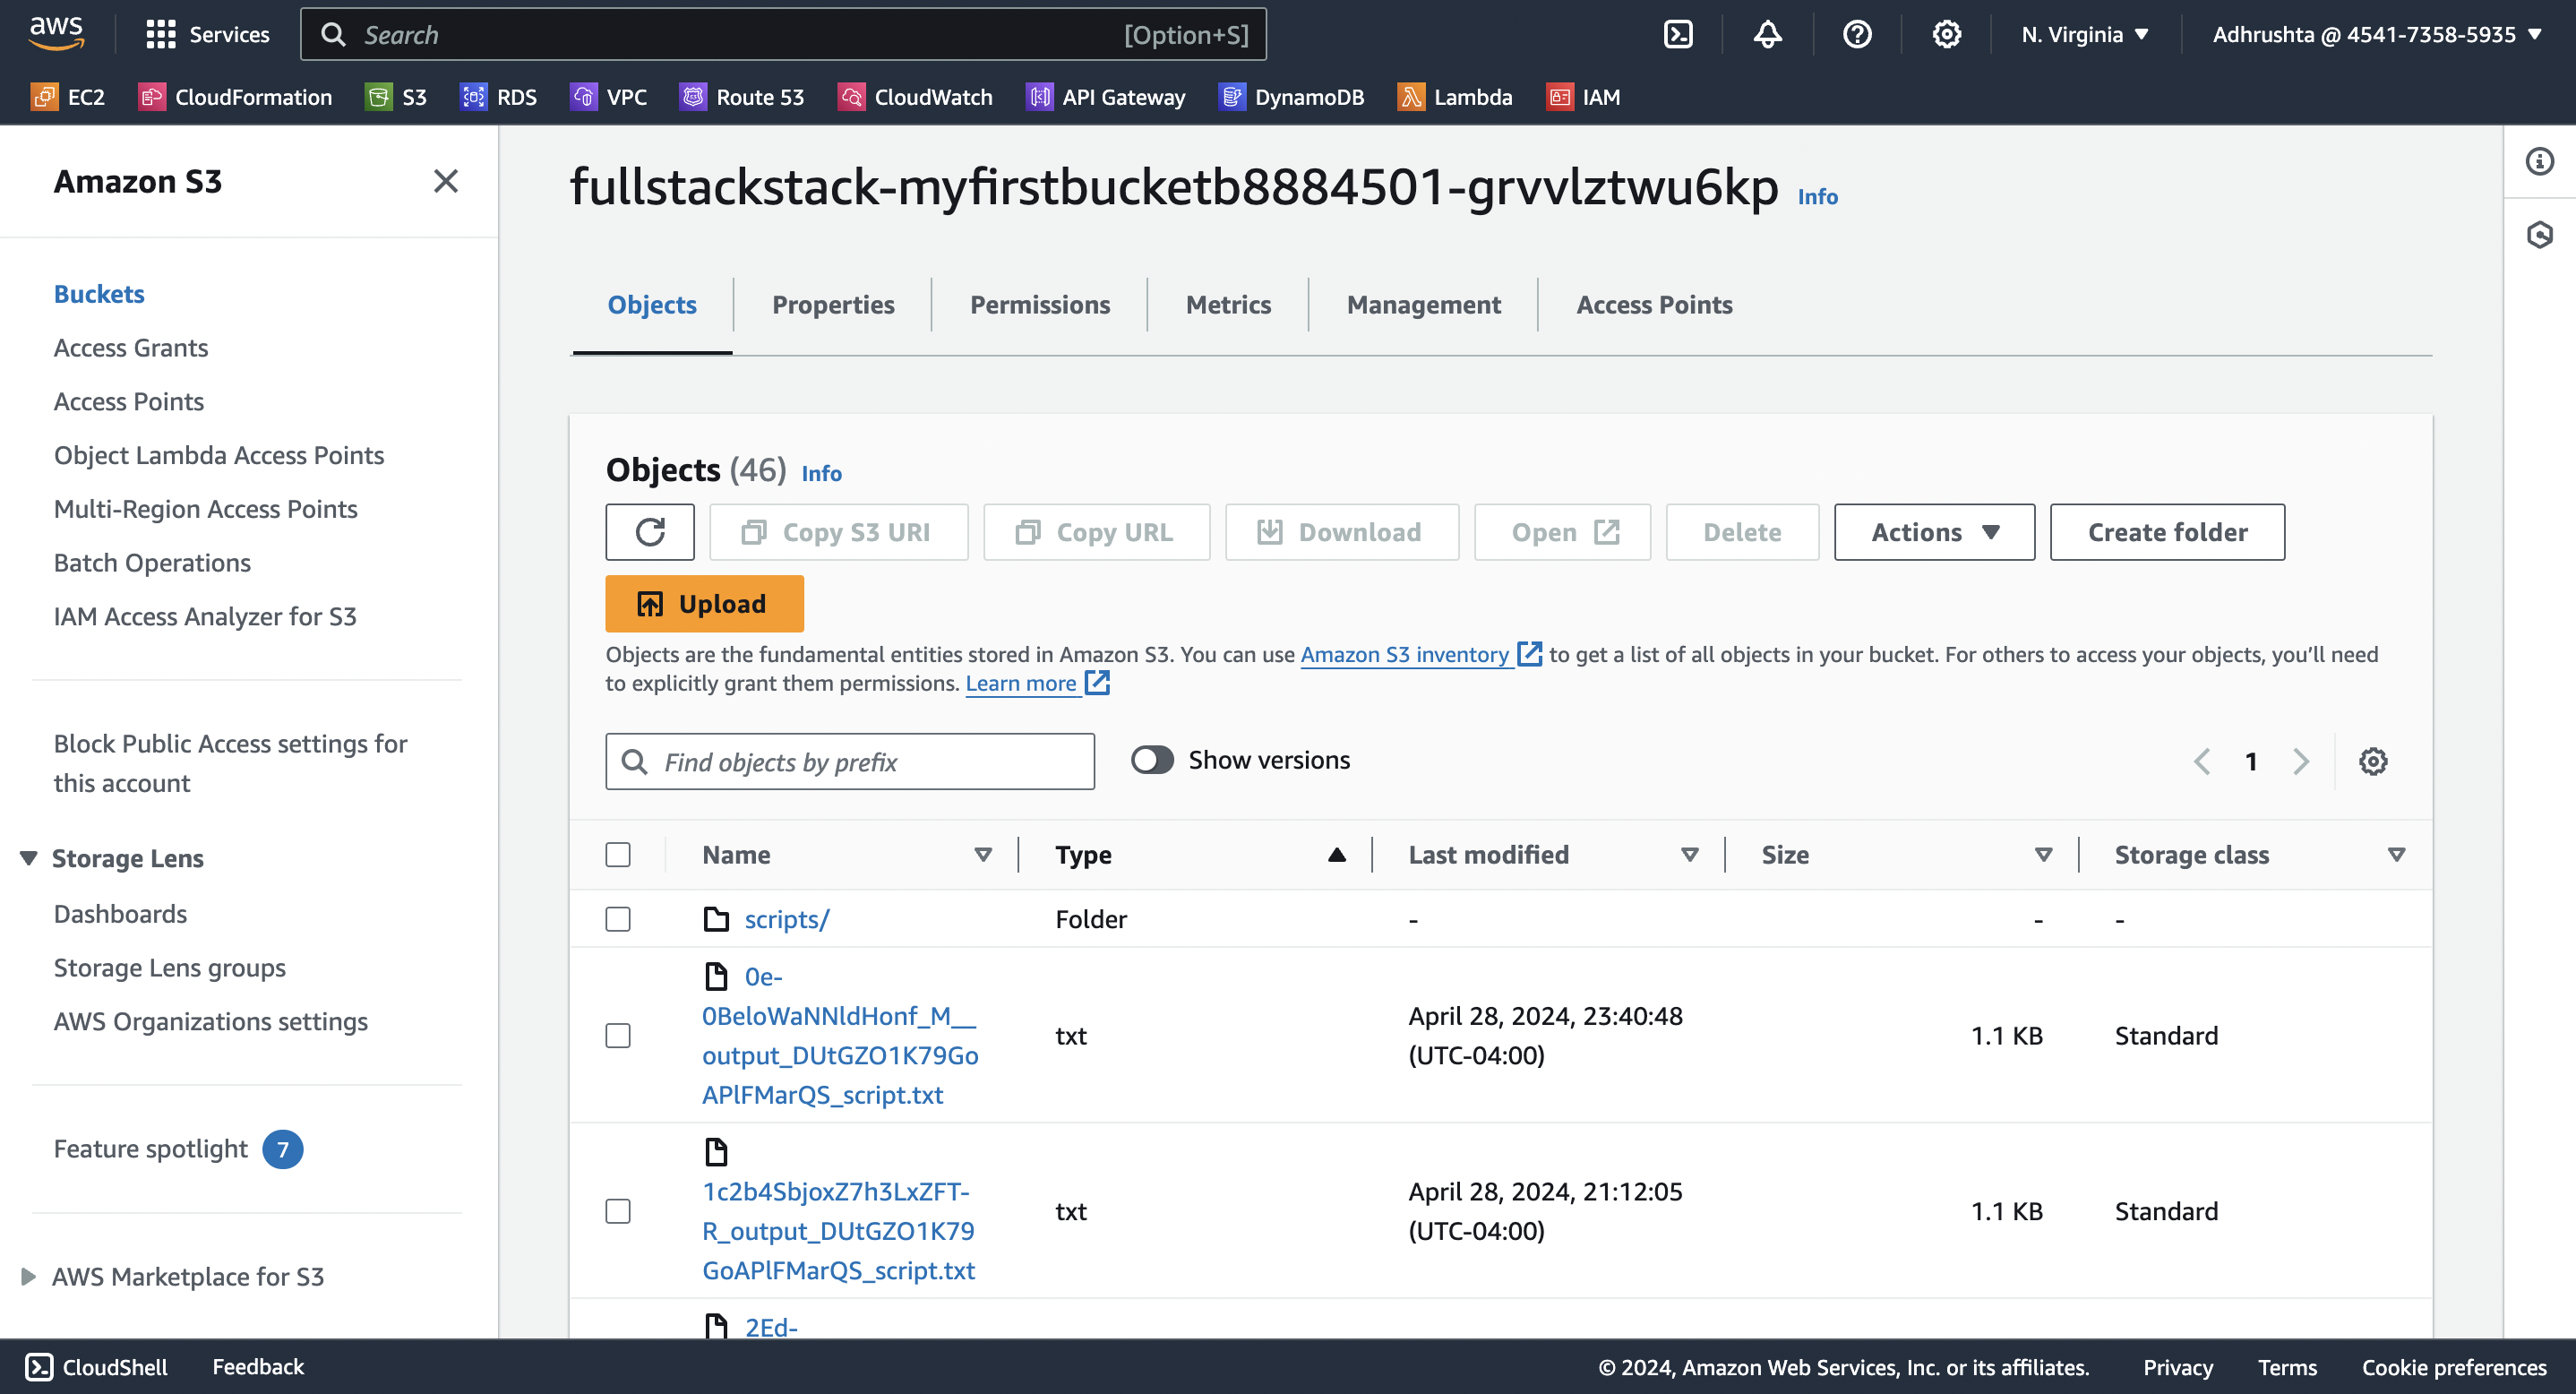 aws
Services
Search
[Option+S]
N. Virginia
Adhrushta @ 4541-7358-5935
EC2
CloudFormation
S3
RDS
VPC
Route 53
CloudWatch
API Gateway
DynamoDB
Lambda
IAM
Amazon S3
Buckets
Access Grants
Access Points
Object Lambda Access Points
Multi-Region Access Points
Batch Operations
IAM Access Analyzer for S3
Block Public Access settings for
this account
Storage Lens
Dashboards
Storage Lens groups
AWS Organizations settings
Feature spotlight 7
AWS Marketplace for S3
fullstackstack-myfirstbucketb8884501-grvvlztwu6kp Info
Objects
Properties
Permissions
Metrics
Management
Access Points
Objects (46) Info
Copy S3 URI
Copy URL
Download
Open
Delete
Actions
Create folder
Upload
Objects are the fundamental entities stored in Amazon S3. You can use Amazon S3 inventory to get a list of all objects in your bucket. For others to access your objects, you’ll need
to explicitly grant them permissions. Learn more
Find objects by prefix
Show versions
1
Name
Type
Last modified
Size
Storage class
scripts/
Folder
-
-
-
0e-
0BeloWaNNldHonf_M__
output_DUtGZO1K79Go
APlFMarQS_script.txt
txt
April 28, 2024, 23:40:48
(UTC-04:00)
1.1 KB
Standard
1c2b4SbjoxZ7h3LxZFT-
R_output_DUtGZO1K79
GoAPlFMarQS_script.txt
txt
April 28, 2024, 21:12:05
(UTC-04:00)
1.1 KB
Standard
2Ed-
CloudShell
Feedback
© 2024, Amazon Web Services, Inc. or its affiliates.
Privacy
Terms
Cookie preferences